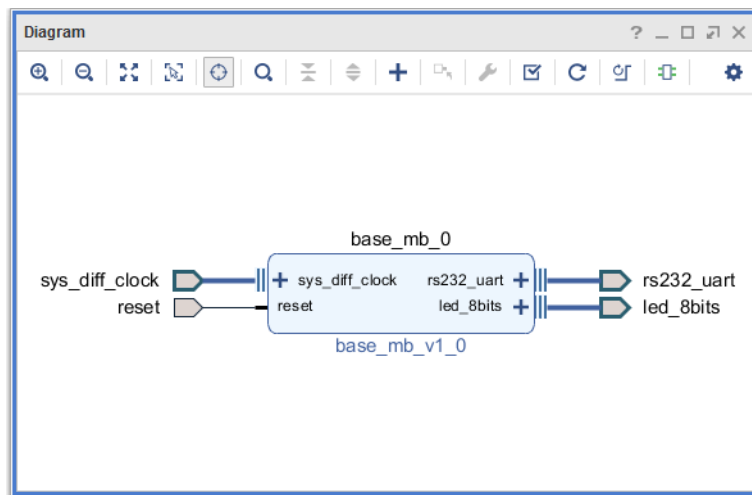 Diagram
?
base_mb_0
sys_diff_clock sys_diff_clock rs232_uart rs232_uart
reset reset led_8bits led_8bits
base_mb_v1_0